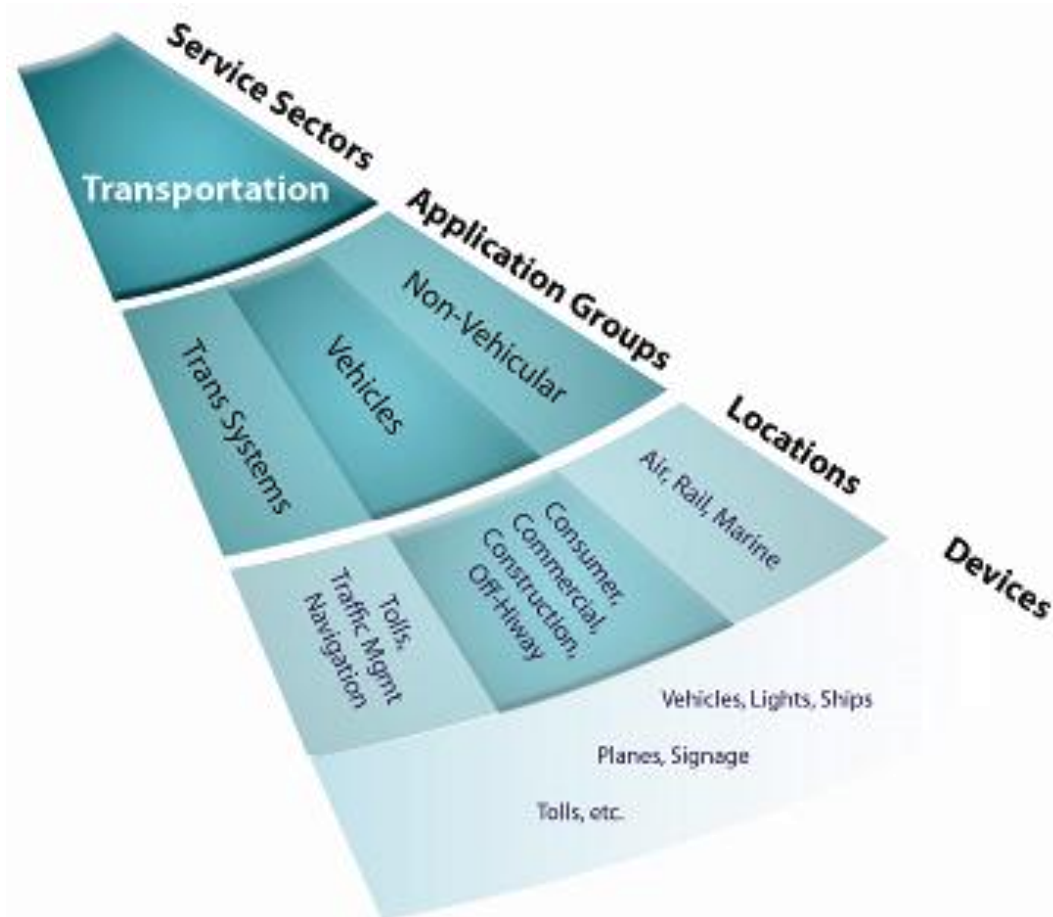 Service Sectors
Transportation
Application Groups
Non-Vehicular
Vehicles
Trans Systems
Locations
Air, Rail, Marine
Consumer,
Commercial,
Construction,
Off-Hiway
Tolls,
Traffic Mgmt
Navigation
Devices
Vehicles, Lights, Ships
Planes, Signage
Tolls, etc.